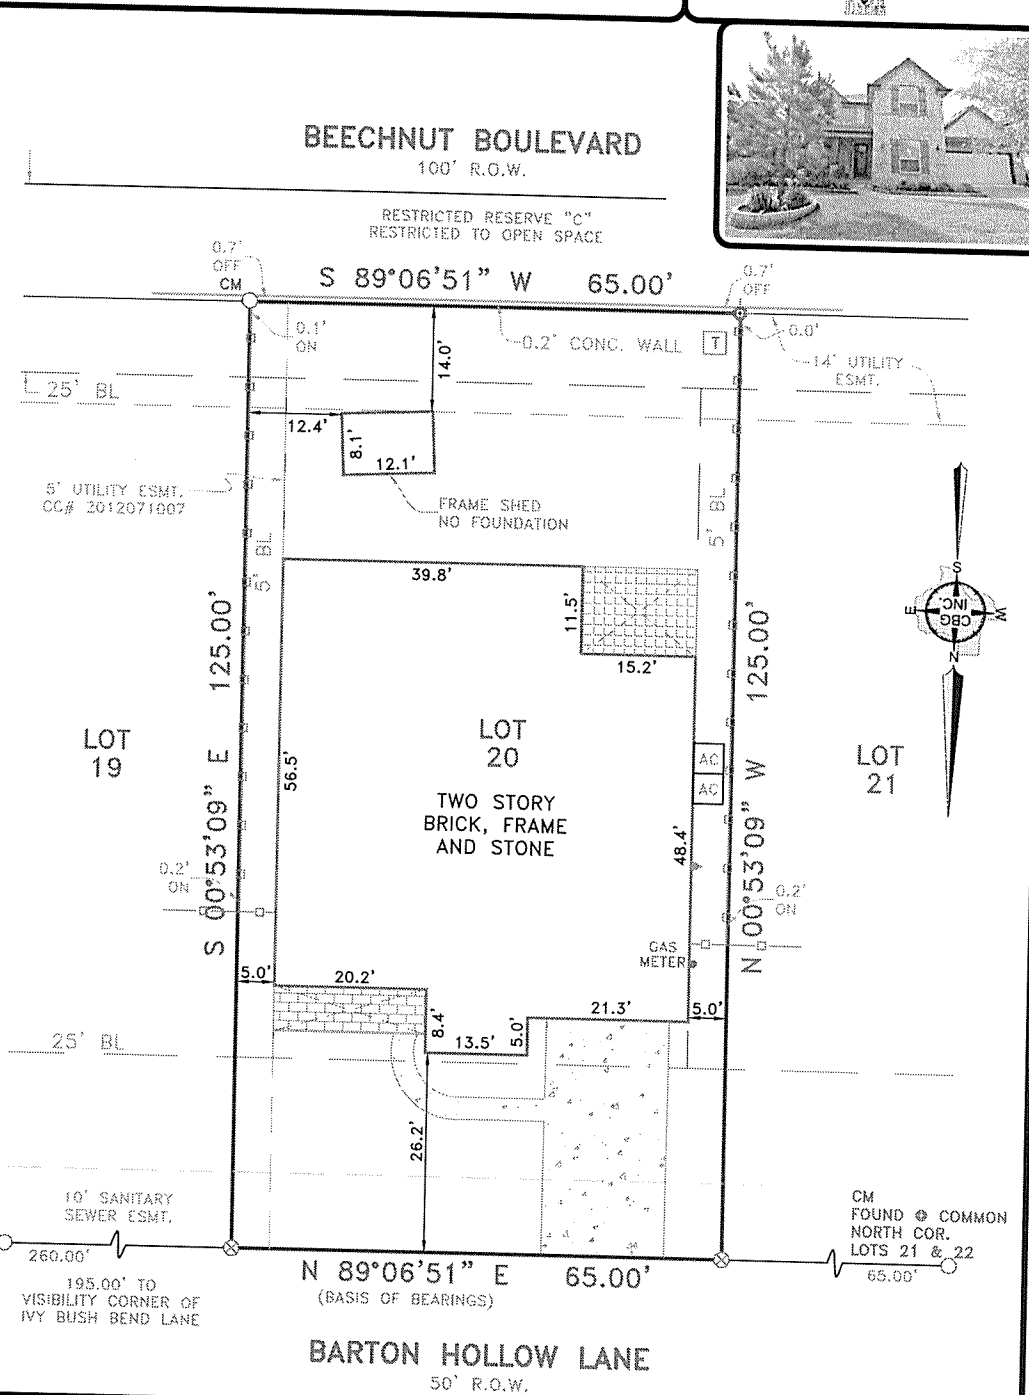 BEECHNUT BOULEVARD
100' R.O.W.
RESTRICTED RESERVE "C"
RESTRICTED TO OPEN SPACE
0.7'
OFF
CM
S 89°06'51" W 65.00'
0.7'
OFF
0.1'
ON
14.0'
0.2' CONC. WALL
T
0.0'
14' UTILITY
ESMT.
25' BL
12.4'
8.1'
12.1'
5' UTILITY ESMT.
CC# 2012071007
FRAME SHED
NO FOUNDATION
5' BL
5' BL
39.8'
11.5'
15.2'
S
E
W
N
CBG
INC.
S 00°53'09" E 125.00'
N 00°53'09" W 125.00'
LOT
19
LOT
20
LOT
21
56.5'
TWO STORY
BRICK, FRAME
AND STONE
AC
AC
48.4'
0.2'
ON
0.2'
ON
GAS
METER
5.0'
20.2'
8.4'
13.5'
5.0'
21.3'
5.0'
25' BL
26.2'
10' SANITARY
SEWER ESMT.
260.00'
195.00' TO
VISIBILITY CORNER OF
IVY BUSH BEND LANE
N 89°06'51" E 65.00'
(BASIS OF BEARINGS)
CM
FOUND @ COMMON
NORTH COR.
LOTS 21 & 22
65.00'
BARTON HOLLOW LANE
50' R.O.W.